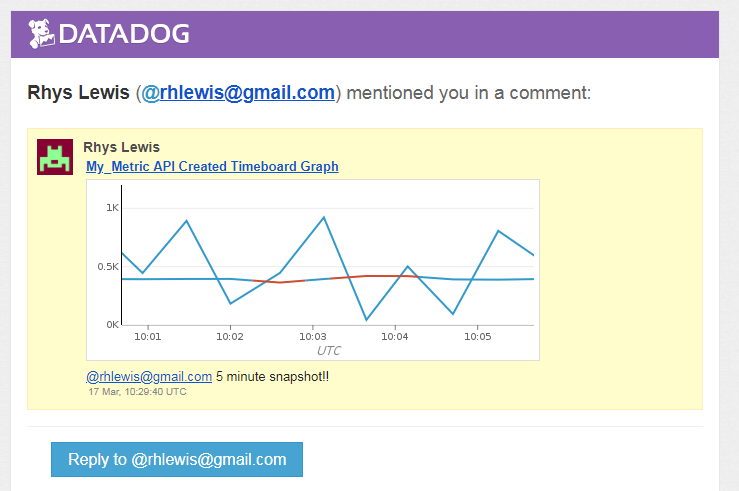 DATADOG
Rhys Lewis (@rhlewis@gmail.com) mentioned you in a comment:
Rhys Lewis
My_Metric API Created Timeboard Graph
1K
0.5K
0K
10:01 10:02 10:03 10:04 10:05
UTC
@rhlewis@gmail.com 5 minute snapshot!!
17 Mar, 10:29:40 UTC
Reply to @rhlewis@gmail.com